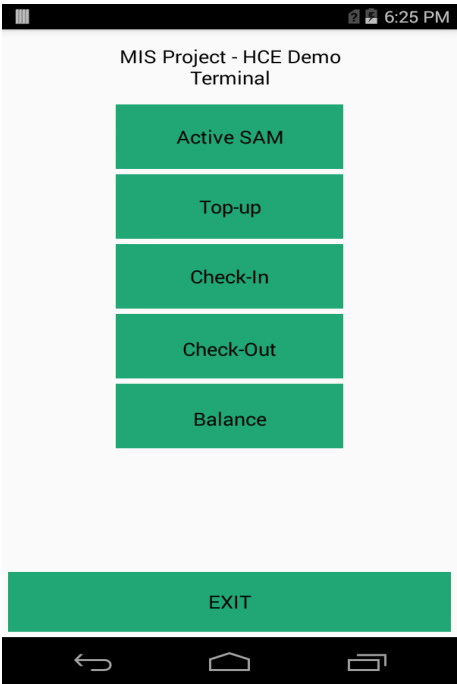 6:25 PM
MIS Project - HCE Demo
Terminal
Active SAM
Top-up
Check-In
Check-Out
Balance
EXIT